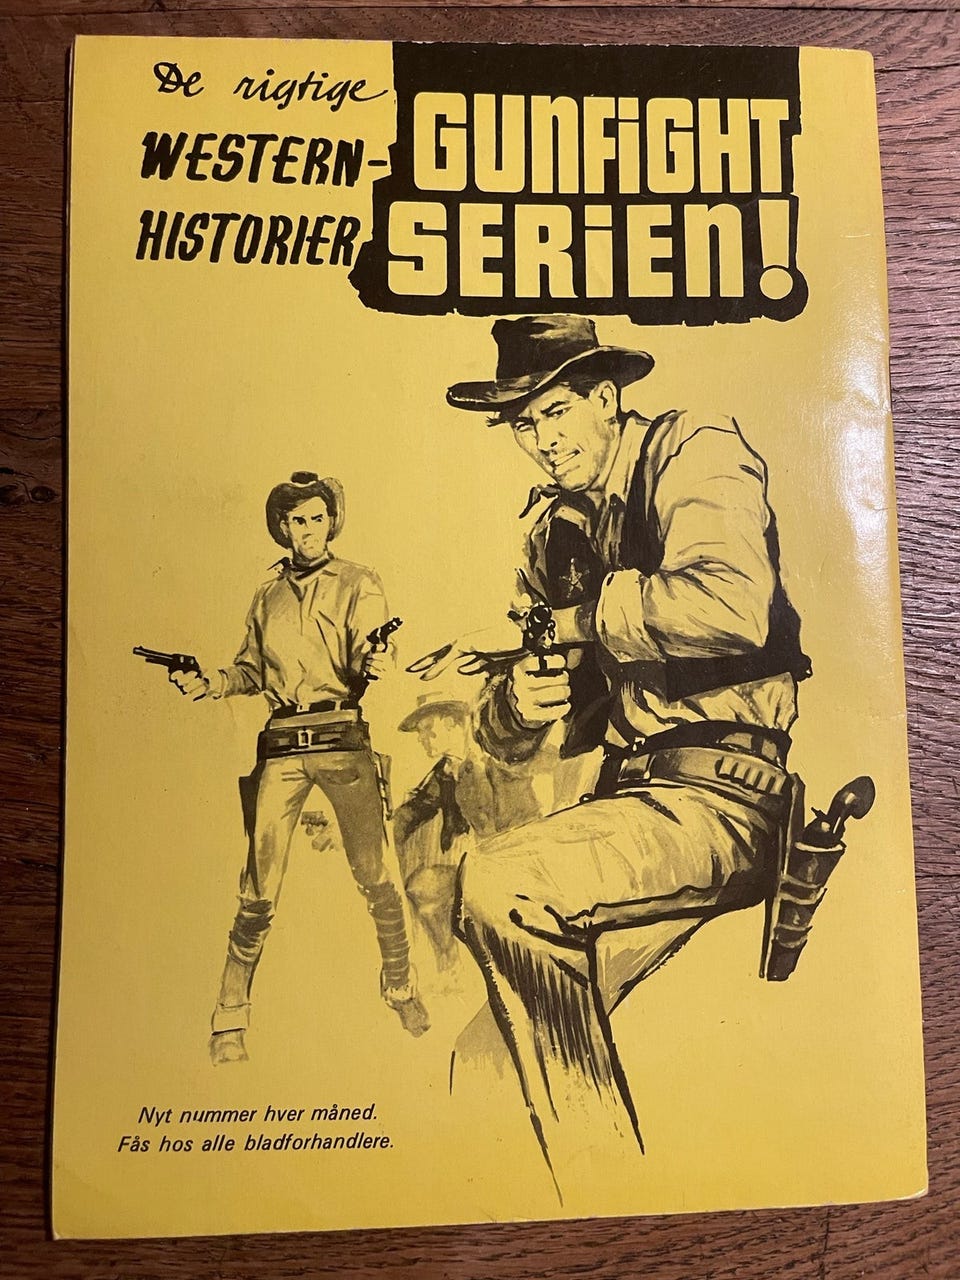 De rigtige
WESTERN-
HISTORIER
GUNFiGHT
SERiEN!
Nyt nummer hver måned.
Fås hos alle bladforhandlere.